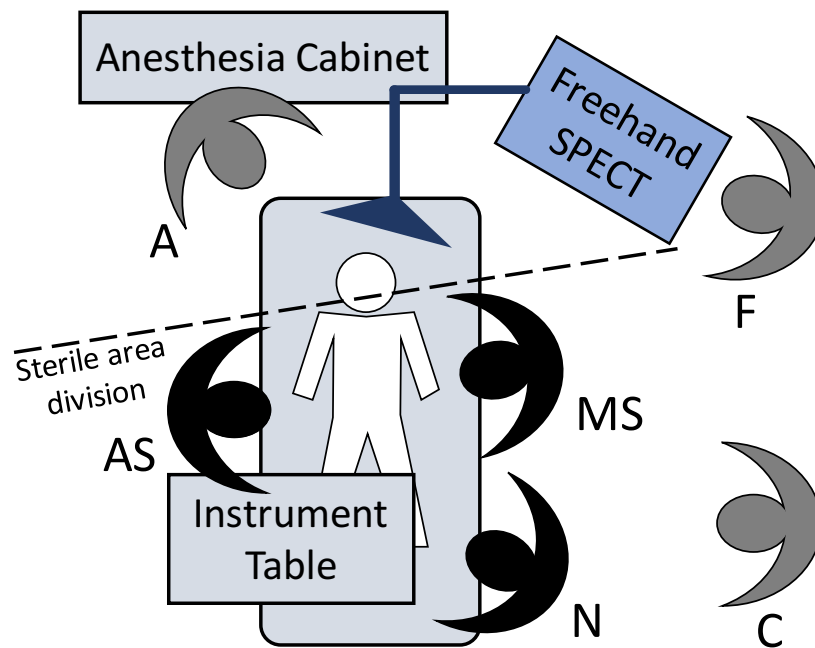 Anesthesia Cabinet
Freehand
SPECT
A
F
Sterile area
division
MS
AS
Instrument
Table
N
C